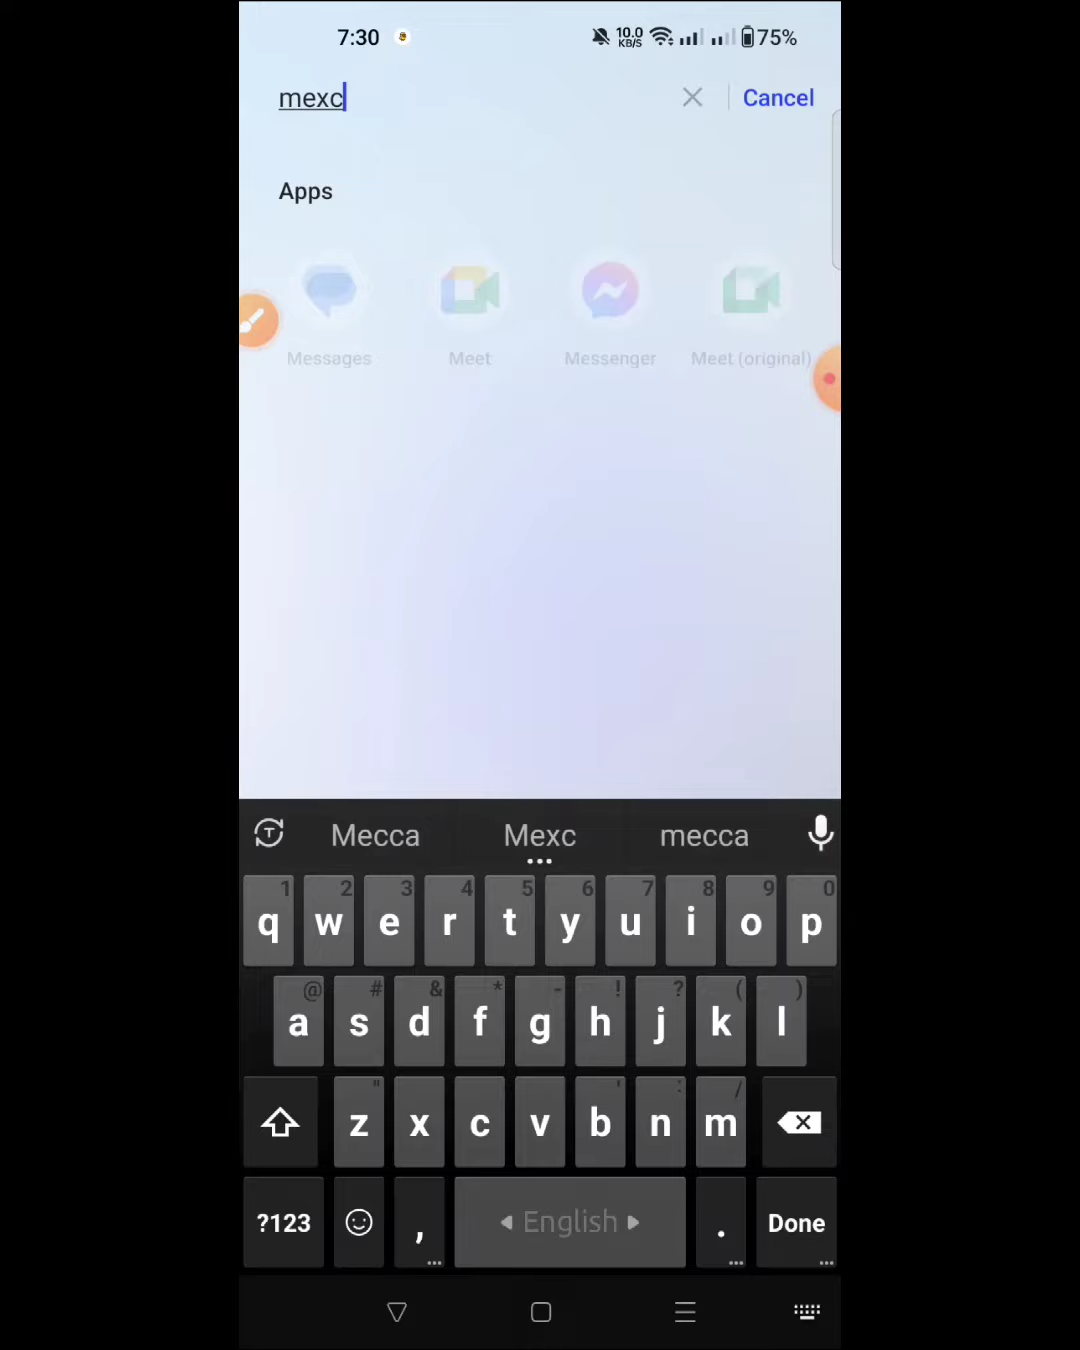 7:30 10.0 KB/S 75%
mexc Cancel
Apps
Messages Meet Messenger Meet (original)
Mecca Mexc mecca
1 2 3 4 5 6 7 8 9 0
q w e r t y u i o p
@ # & * - ! ? ( )
a s d f g h j k l
" ' : /
z x c v b n m
?123 , English . Done